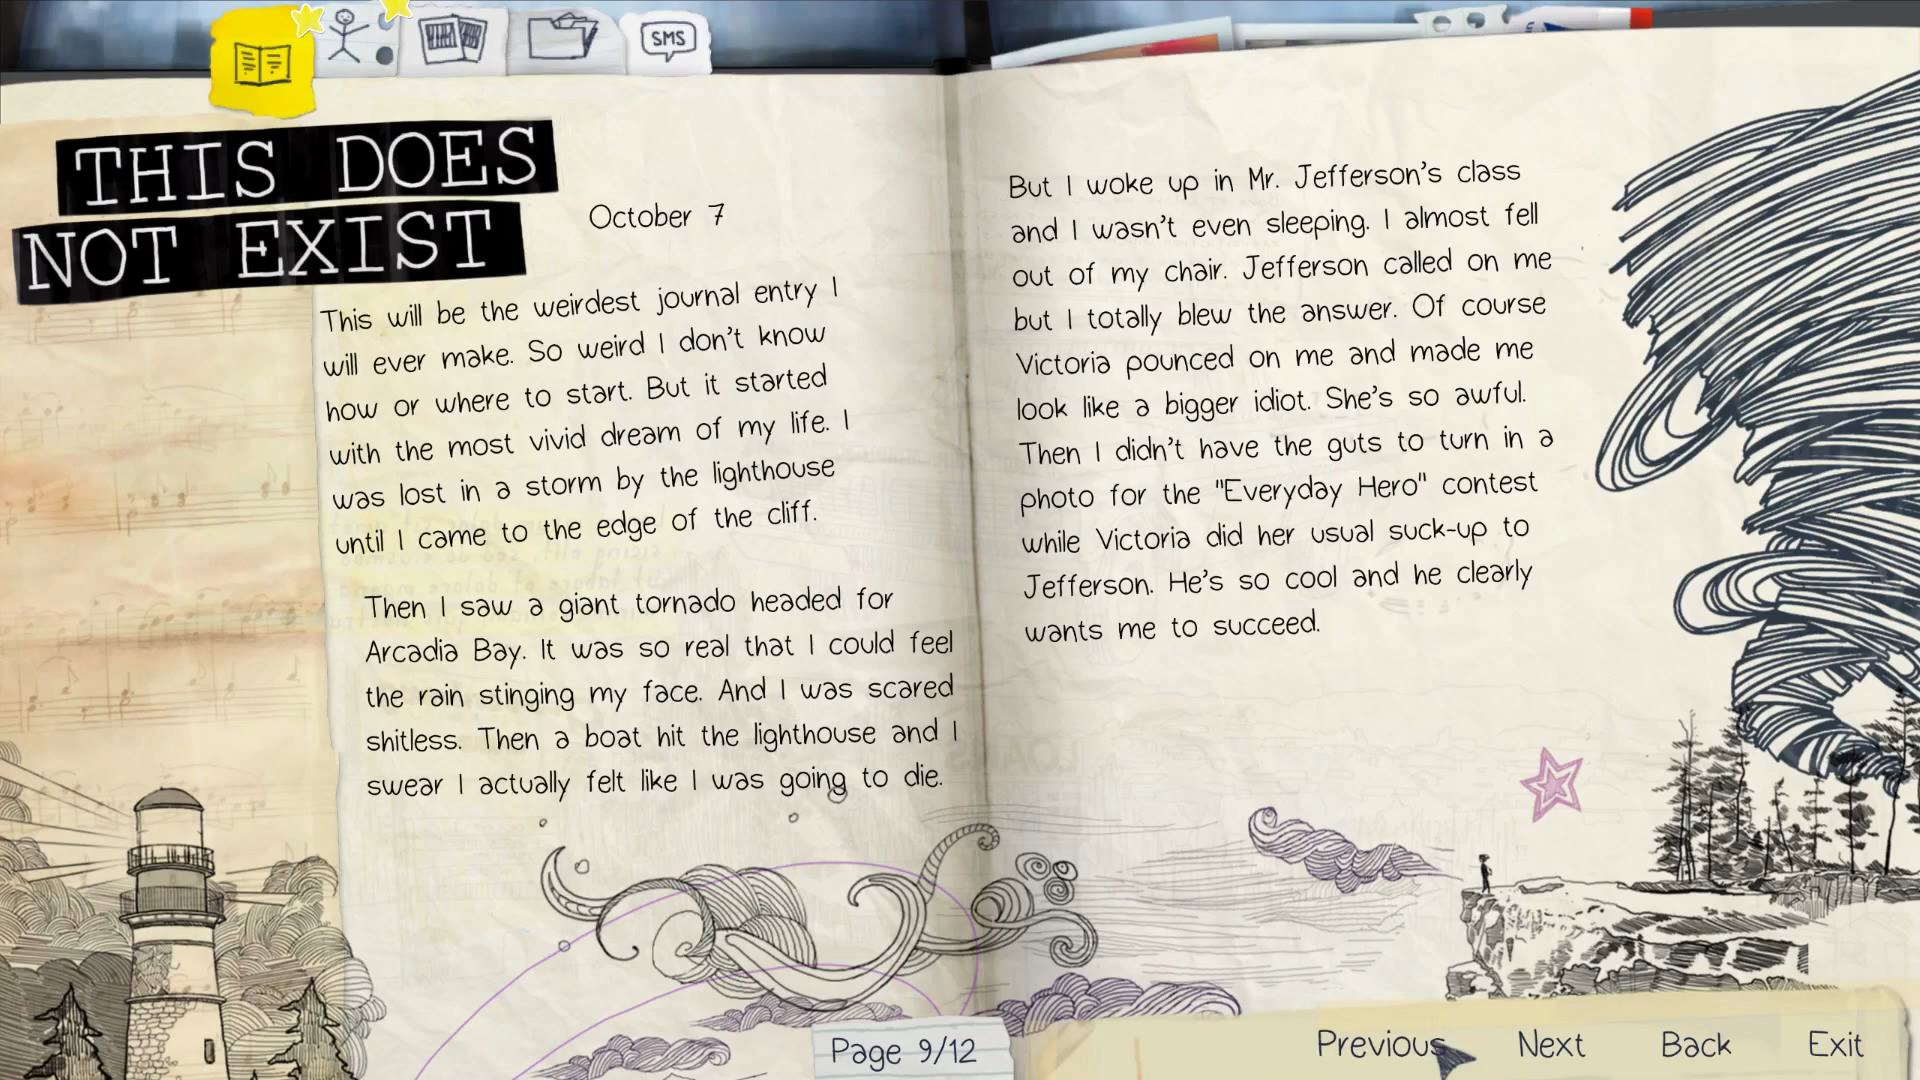 SMS
THIS DOES
NOT EXIST
October 7
This will be the weirdest journal entry I
will ever make. So weird I don't know
how or where to start. But it started
with the most vivid dream of my life. I
was lost in a storm by the lighthouse
until I came to the edge of the cliff.
Then I saw a giant tornado headed for
Arcadia Bay. It was so real that I could feel
the rain stinging my face. And I was scared
shitless. Then a boat hit the lighthouse and I
swear I actually felt like I was going to die.
But I woke up in Mr. Jefferson's class
and I wasn't even sleeping. I almost fell
out of my chair. Jefferson called on me
but I totally blew the answer. Of course
Victoria pounced on me and made me
look like a bigger idiot. She's so awful.
Then I didn't have the guts to turn in a
photo for the "Everyday Hero" contest
while Victoria did her usual suck-up to
Jefferson. He's so cool and he clearly
wants me to succeed.
Page 9/12
Previous Next Back Exit